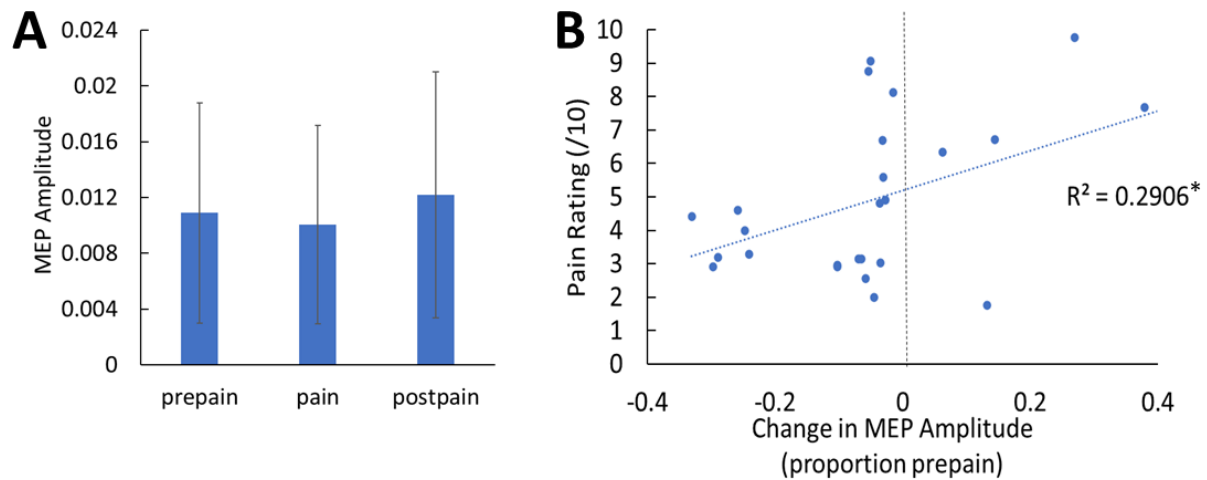 A
0.024
0.02
0.016
0.012
0.008
0.004
0
MEP Amplitude
prepain pain postpain
B
10
9
8
7
6
5
4
3
2
1
0
Pain Rating (/10)
R² = 0.2906*
-0.4 -0.2 0 0.2 0.4
Change in MEP Amplitude
(proportion prepain)